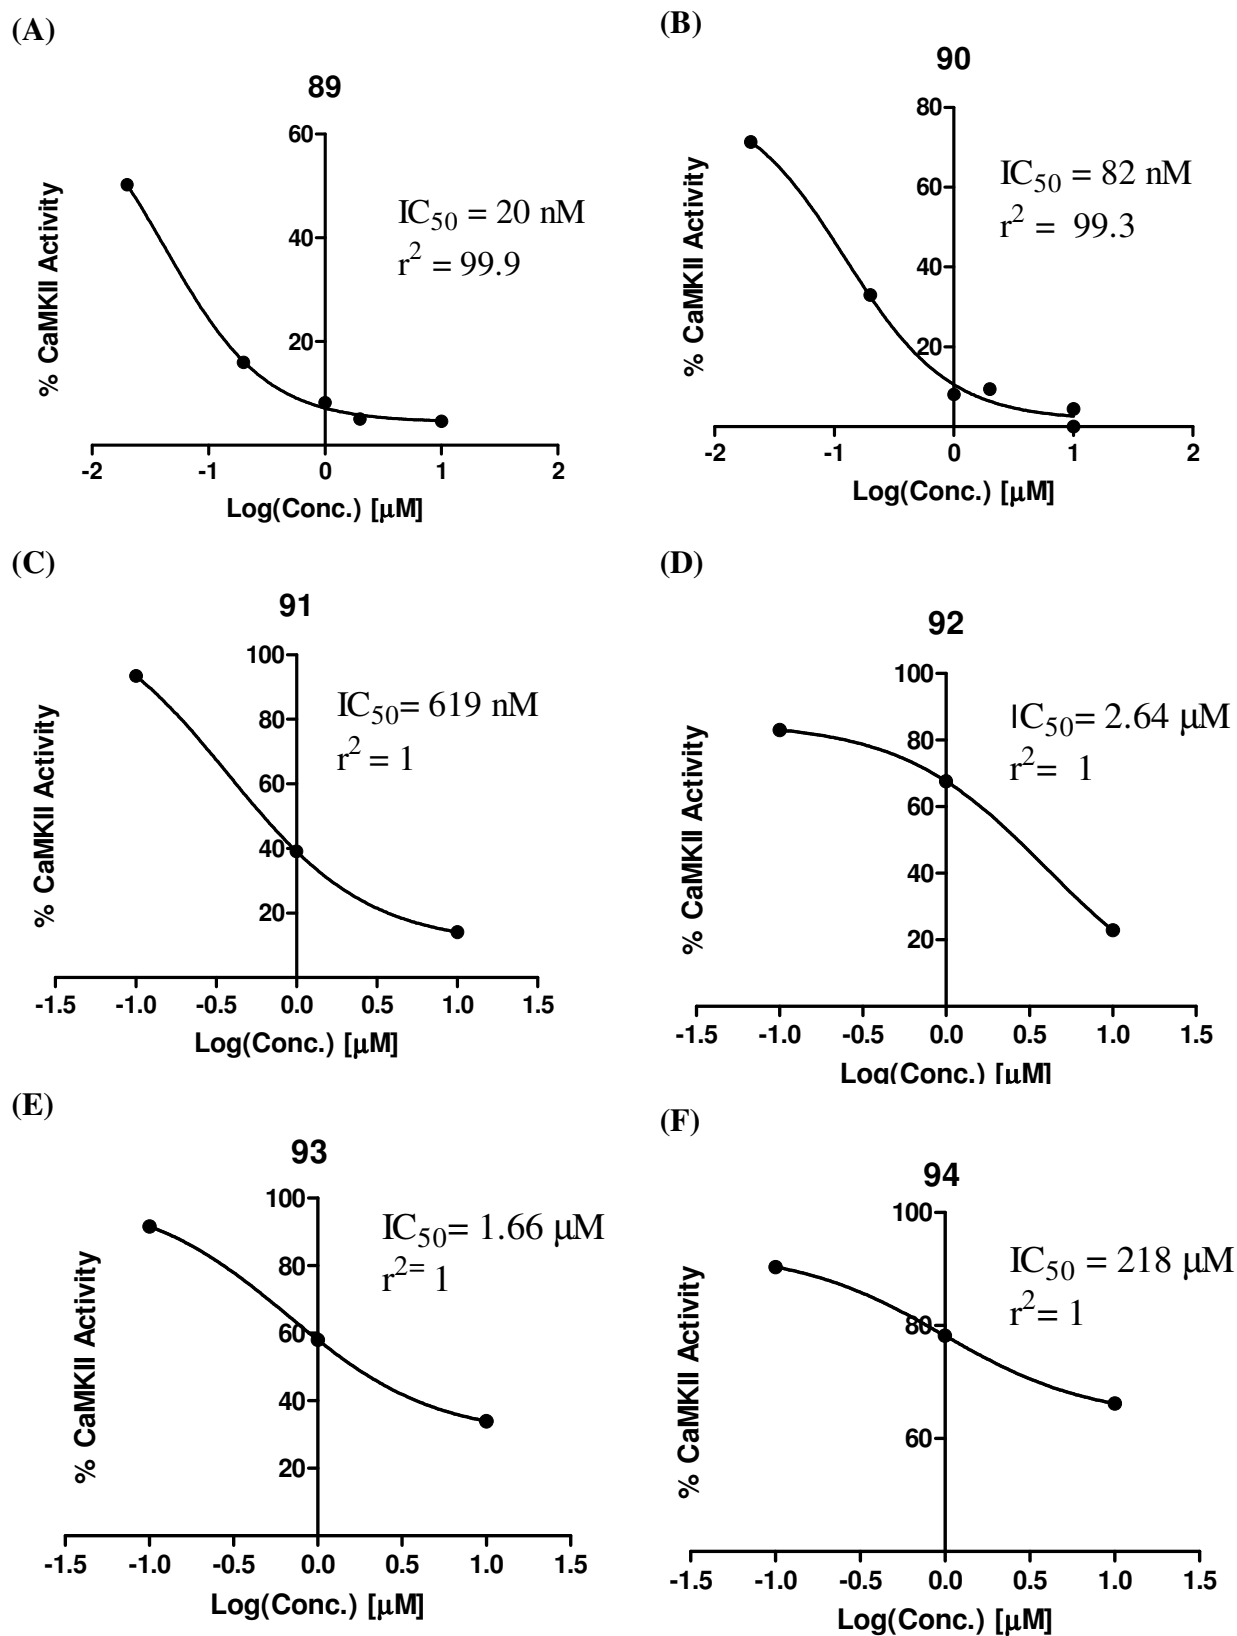 (A)
89
60
40
20
IC50 = 20 nM
r2 = 99.9
% CaMKII Activity
-2 -1 0 1 2
Log(Conc.) [µM]
(B)
90
80
60
40
20
IC50 = 82 nM
r2 = 99.3
% CaMKII Activity
-2 -1 0 1 2
Log(Conc.) [µM]
(C)
91
100
80
60
40
20
IC50= 619 nM
r2 = 1
% CaMKII Activity
-1.5 -1.0 -0.5 0.0 0.5 1.0 1.5
Log(Conc.) [µM]
(D)
92
100
80
60
40
20
IC50= 2.64 µM
r2= 1
% CaMKII Activity
-1.5 -1.0 -0.5 0.0 0.5 1.0 1.5
Log(Conc.) [µM]
(E)
93
100
80
60
40
20
IC50= 1.66 µM
r2= 1
% CaMKII Activity
-1.5 -1.0 -0.5 0.0 0.5 1.0 1.5
Log(Conc.) [µM]
(F)
94
100
80
60
IC50 = 218 µM
r2= 1
% CaMKII Activity
-1.5 -1.0 -0.5 0.0 0.5 1.0 1.5
Log(Conc.) [µM]